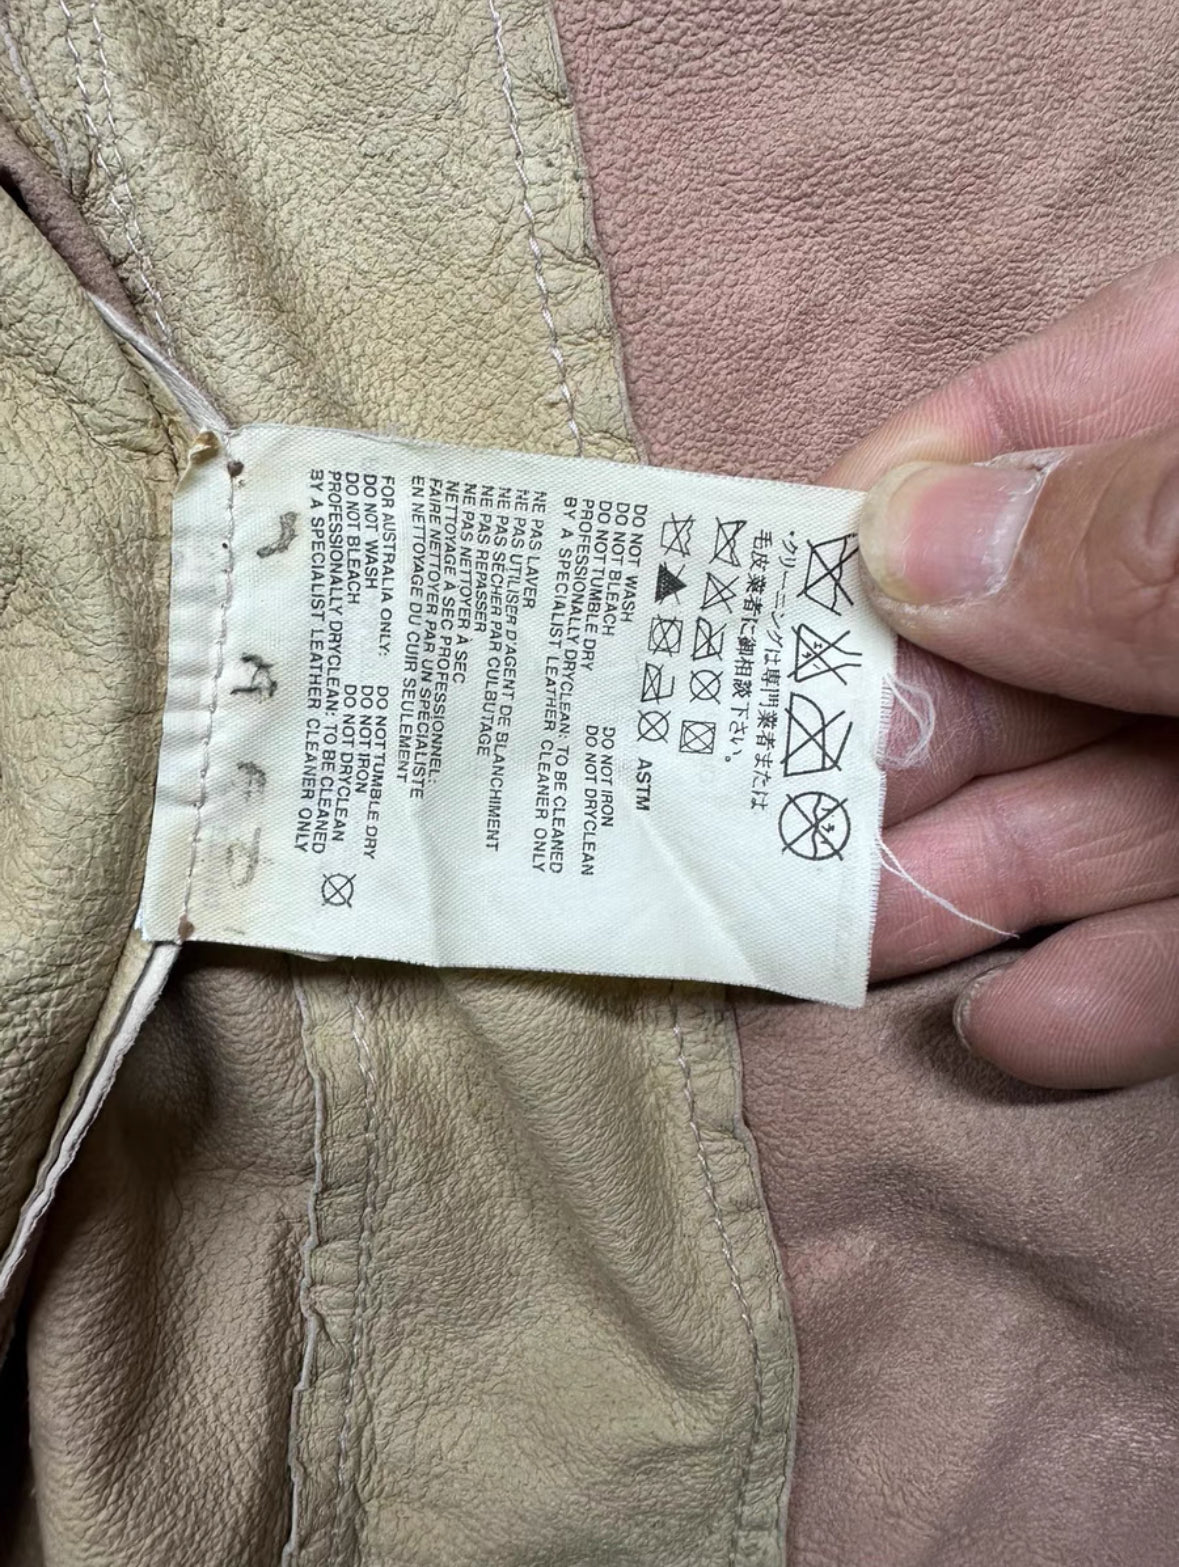 ・クリーニングは専門業者または
毛皮業者に御相談下さい。
ASTM
DO NOT WASH
DO NOT BLEACH DO NOT IRON
DO NOT TUMBLE DRY DO NOT DRYCLEAN
PROFESSIONALLY DRYCLEAN: TO BE CLEANED
BY A SPECIALIST LEATHER CLEANER ONLY
NE PAS LAVER
NE PAS UTILISER D'AGENT DE BLANCHIMENT
NE PAS SECHER PAR CULBUTAGE
NE PAS REPASSER
NE PAS NETTOYER À SEC
NETTOYAGE À SEC PROFESSIONNEL:
FAIRE NETTOYER PAR UN SPÉCIALISTE
EN NETTOYAGE DU CUIR SEULEMENT
FOR AUSTRALIA ONLY: DO NOT TUMBLE DRY
DO NOT WASH DO NOT IRON
DO NOT BLEACH DO NOT DRYCLEAN
PROFESSIONALLY DRYCLEAN: TO BE CLEANED
BY A SPECIALIST LEATHER CLEANER ONLY